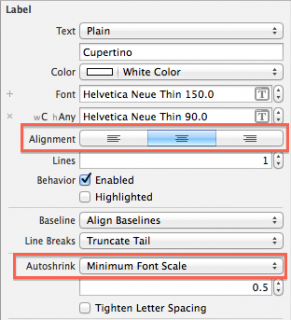 Label
Text Plain
Cupertino
Color White Color
+ Font Helvetica Neue Thin 150.0 T
× wC hAny Helvetica Neue Thin 90.0 T
Alignment
Lines 1
Behavior Enabled
Highlighted
Baseline Align Baselines
Line Breaks Truncate Tail
Autoshrink Minimum Font Scale
0.5
Tighten Letter Spacing